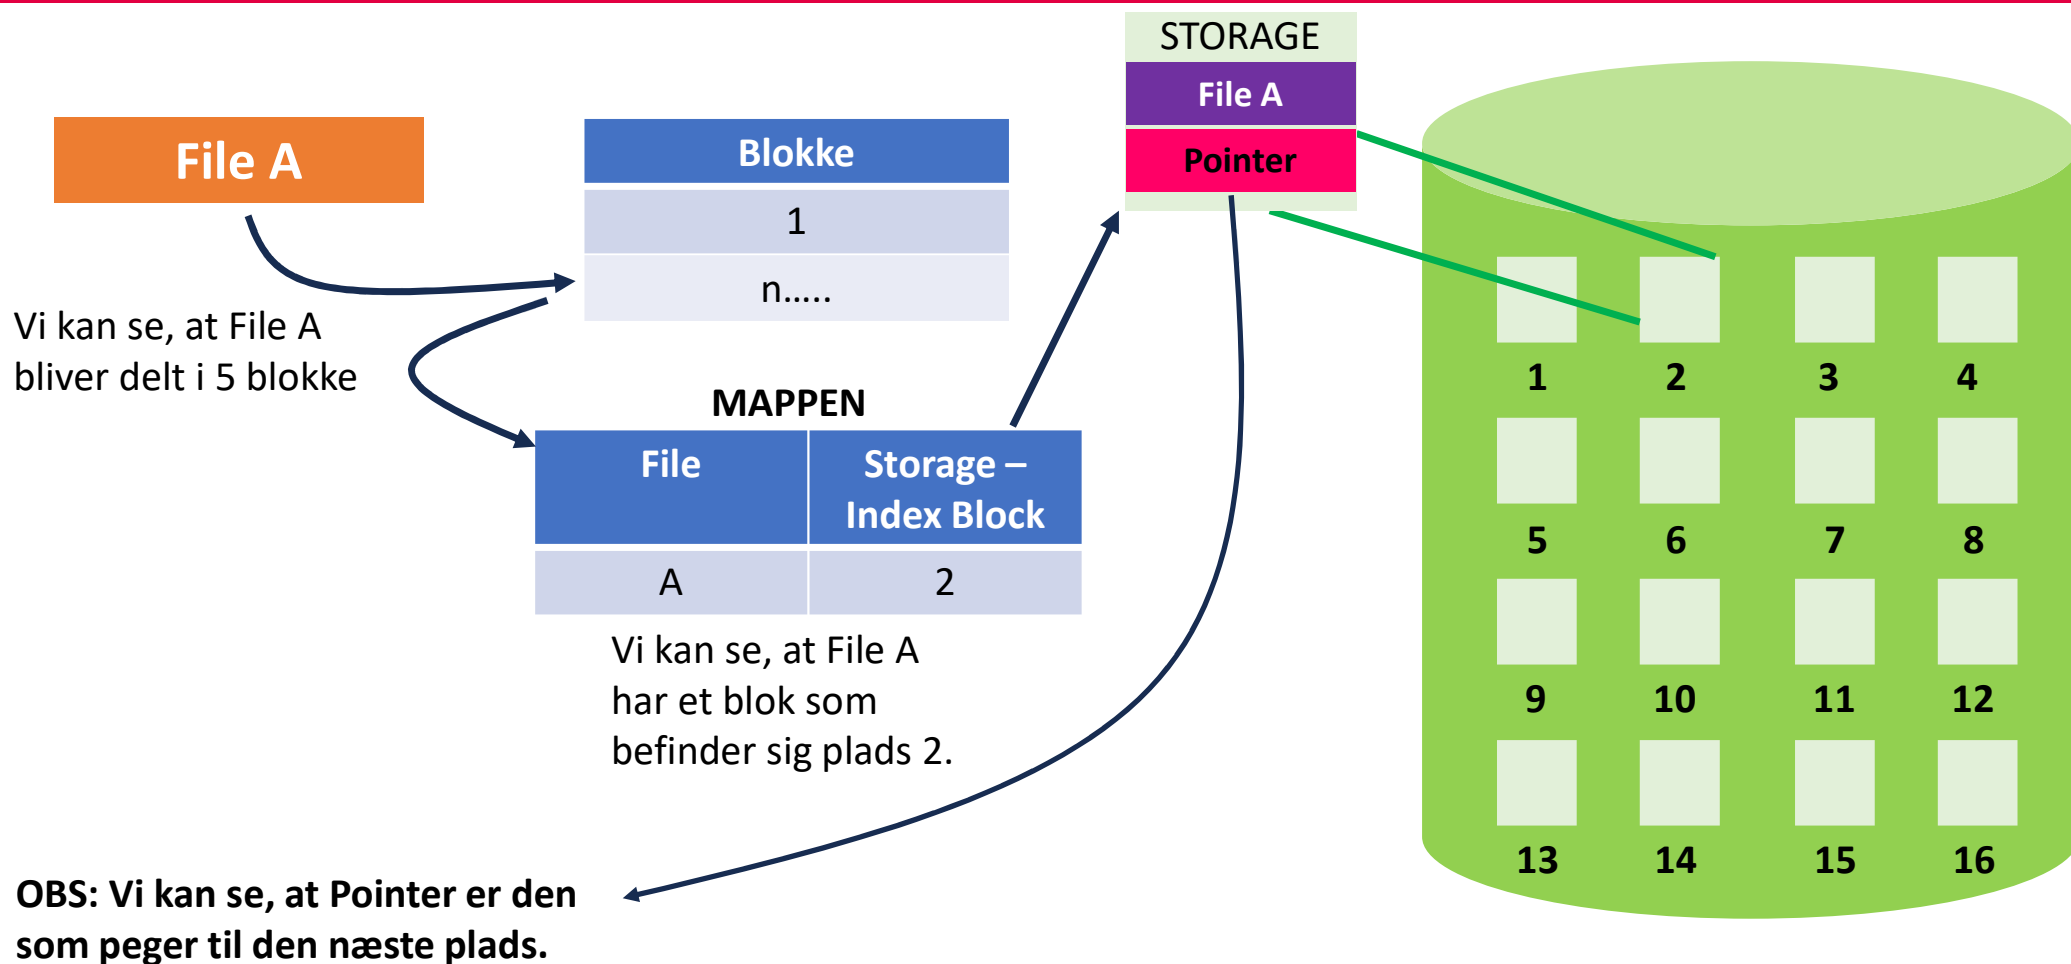 File A
Vi kan se, at File A
bliver delt i 5 blokke
Blokke
1
n.....
MAPPEN
File
Storage –
Index Block
A
2
Vi kan se, at File A
har et blok som
befinder sig plads 2.
OBS: Vi kan se, at Pointer er den
som peger til den næste plads.
STORAGE
File A
Pointer
1 2 3 4
5 6 7 8
9 10 11 12
13 14 15 16